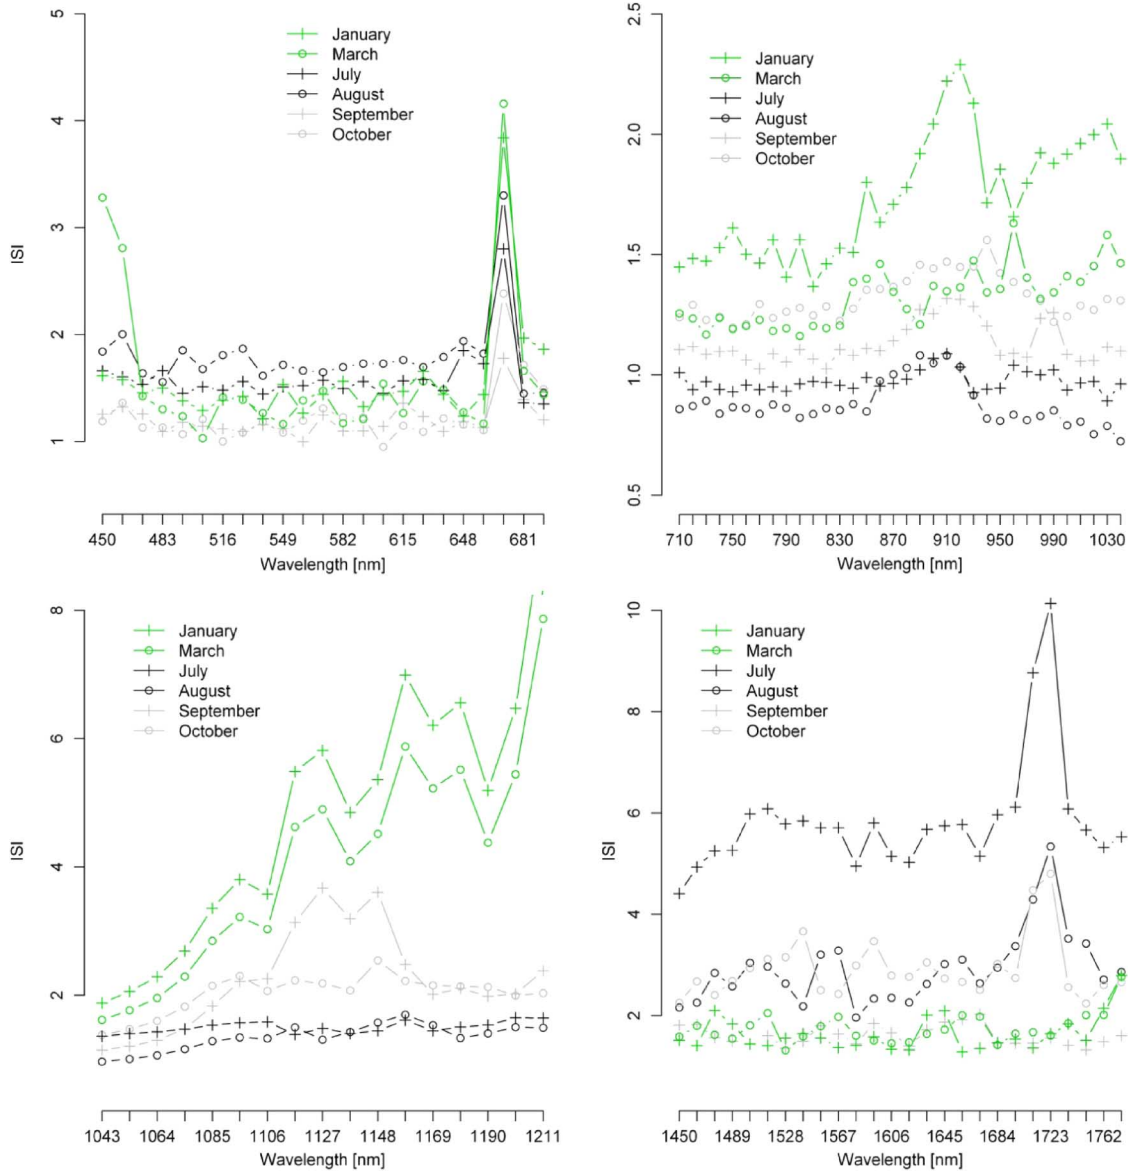 5
4
3
2
1
ISI
January
March
July
August
September
October
450 483 516 549 582 615 648 681
Wavelength [nm]
2.5
2.0
1.5
1.0
0.5
January
March
July
August
September
October
710 750 790 830 870 910 950 990 1030
Wavelength [nm]
8
6
4
2
ISI
January
March
July
August
September
October
1043 1064 1085 1106 1127 1148 1169 1190 1211
Wavelength [nm]
10
8
6
4
2
ISI
January
March
July
August
September
October
1450 1489 1528 1567 1606 1645 1684 1723 1762
Wavelength [nm]